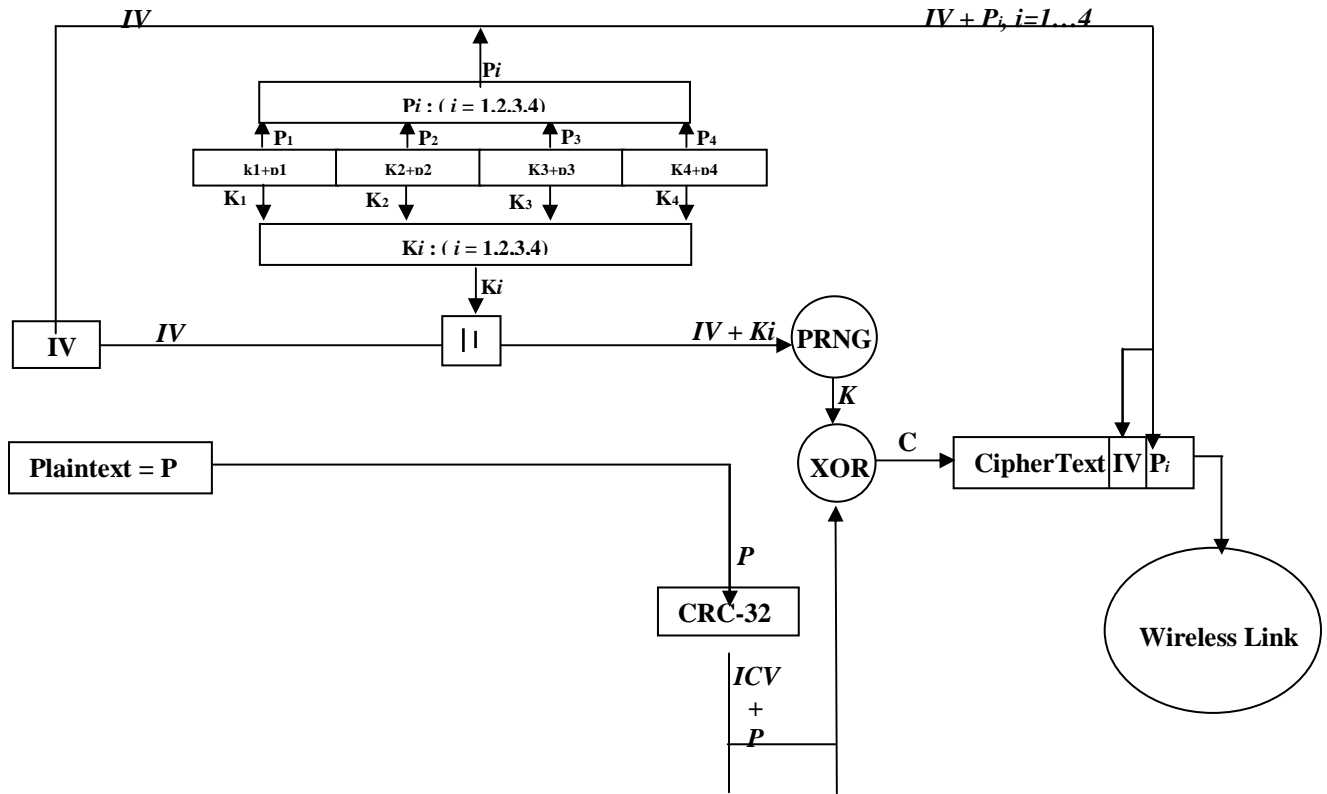 IV
IV + Pi, i=1…4
Pi
Pi : ( i = 1,2,3,4)
P1
P2
P3
P4
k1+p1
K2+p2
K3+p3
K4+p4
K1
K2
K3
K4
Ki : ( i = 1,2,3,4)
Ki
IV
IV
||
IV + Ki
PRNG
K
Plaintext = P
XOR
C
CipherText
IV
Pi
P
CRC-32
Wireless Link
ICV
+
P